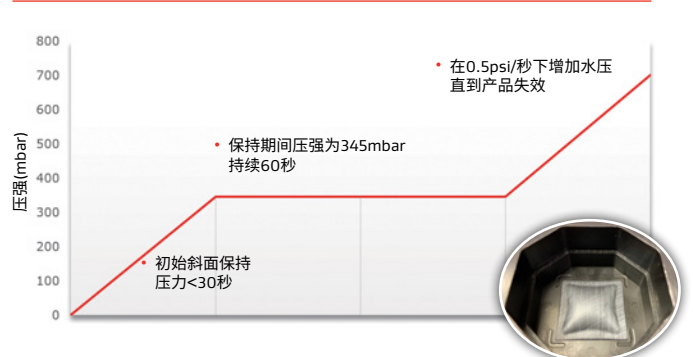 800
700
600
500
400
300
200
100
0
压强(mbar)
• 在0.5psi/秒下增加水压
直到产品失效
• 保持期间压强为345mbar
持续60秒
• 初始斜面保持
压力<30秒